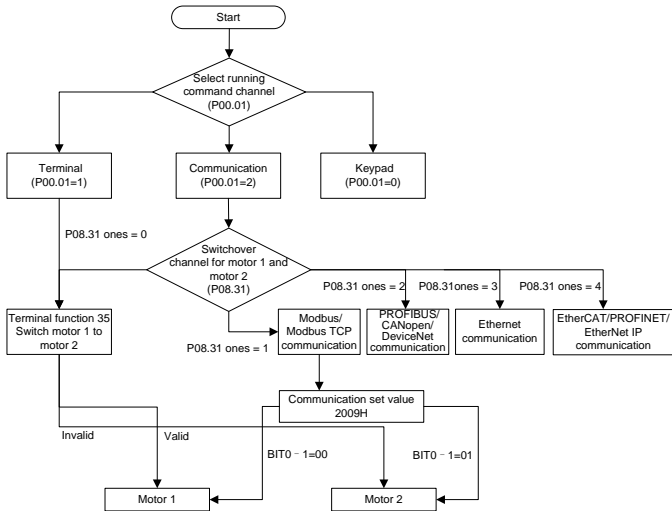 Start
Select running
command channel
(P00.01)
Terminal
(P00.01=1)
Communication
(P00.01=2)
Keypad
(P00.01=0)
P08.31 ones = 0
Switchover
channel for motor 1 and
motor 2
(P08.31)
P08.31 ones = 2
P08.31ones = 3
P08.31 ones = 4
Terminal function 35
Switch motor 1 to
motor 2
P08.31 ones = 1
Modbus/
Modbus TCP
communication
PROFIBUS/
CANopen/
DeviceNet
communication
Ethernet
communication
EtherCAT/PROFINET/
EtherNet IP
communication
Communication set value
2009H
Invalid
Valid
BIT0–1=00
BIT0–1=01
Motor 1
Motor 2